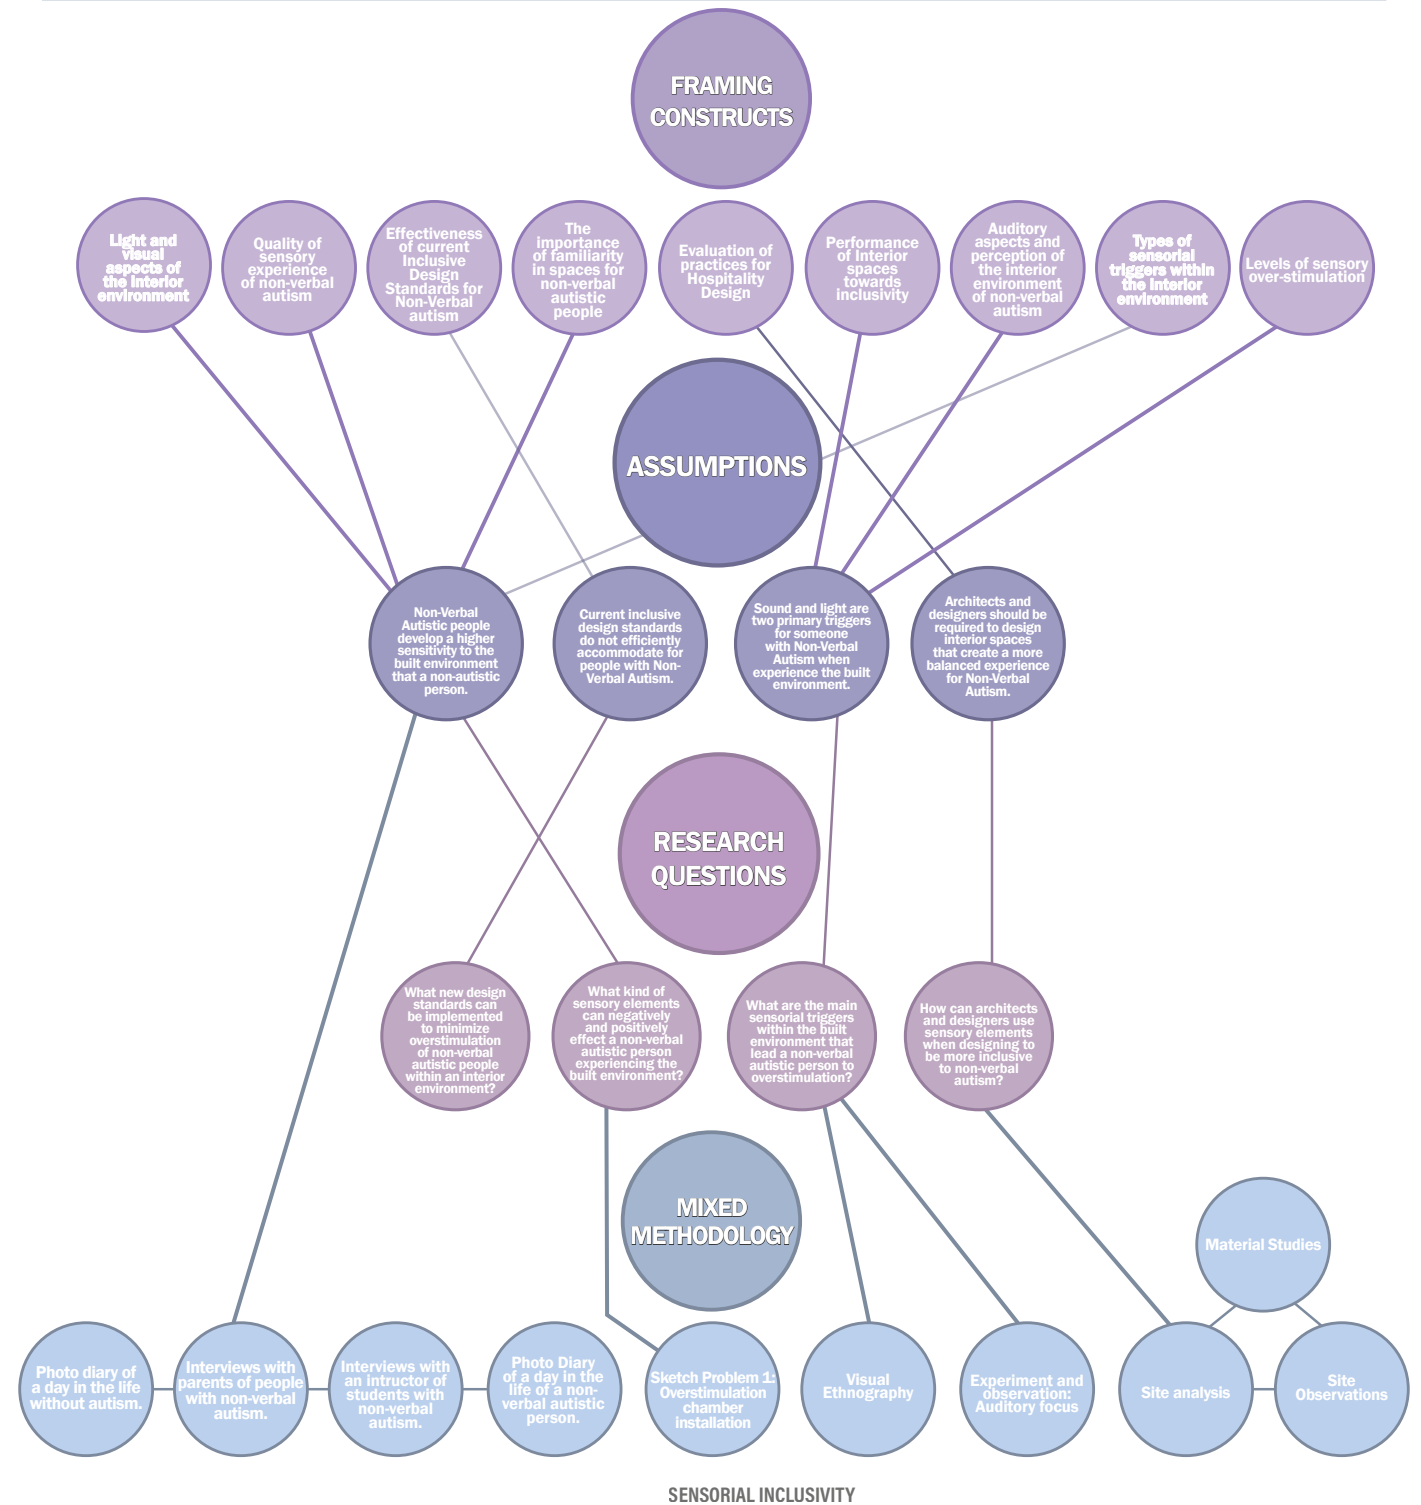 FRAMING
CONSTRUCTS
Light and
visual
aspects of
the interior
environment
Quality of
sensory
experience
of non-verbal
autism
Effectiveness
of current
Inclusive
Design
Standards for
Non-Verbal
autism
The
importance
of familiarity
in spaces for
non-verbal
autistic
people
Evaluation of
practices for
Hospitality
Design
Performance
of Interior
spaces
towards
inclusivity
Auditory
aspects and
perception of
the interior
environment
of non-verbal
autism
Types of
sensorial
triggers within
the interior
environment
Levels of sensory
over-stimulation
ASSUMPTIONS
Non-Verbal
Autistic people
develop a higher
sensitivity to the
built environment
that a non-autistic
person.
Current inclusive
design standards
do not efficiently
accommodate for
people with Non-
Verbal Autism.
Sound and light are
two primary triggers
for someone
with Non-Verbal
Autism when
experience the built
environment.
Architects and
designers should be
required to design
interior spaces
that create a more
balanced experience
for Non-Verbal
Autism.
RESEARCH
QUESTIONS
What new design
standards can
be implemented
to minimize
overstimulation
of non-verbal
autistic people
within an interior
environment?
What kind of
sensory elements
can negatively
and positively
effect a non-verbal
autistic person
experiencing the
built environment?
What are the main
sensorial triggers
within the built
environment that
lead a non-verbal
autistic person to
overstimulation?
How can architects
and designers use
sensory elements
when designing to
be more inclusive
to non-verbal
autism?
MIXED
METHODOLOGY
Material Studies
Photo diary of
a day in the life
without autism.
Interviews with
parents of people
with non-verbal
autism.
Interviews with
an intructor of
students with
non-verbal
autism.
Photo Diary
of a day in the
life of a non-
verbal autistic
person.
Sketch Problem 1:
Overstimulation
chamber
installation
Visual
Ethnography
Experiment and
observation:
Auditory focus
Site analysis
Site
Observations
SENSORIAL INCLUSIVITY